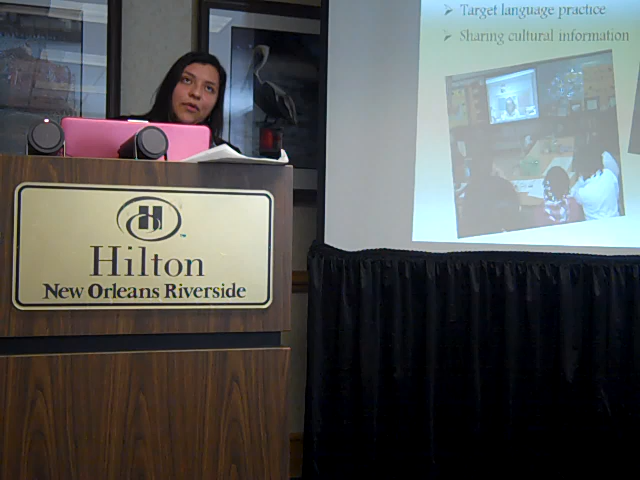 ➢ Target language practice
➢ Sharing cultural information
H
Hilton
New Orleans Riverside